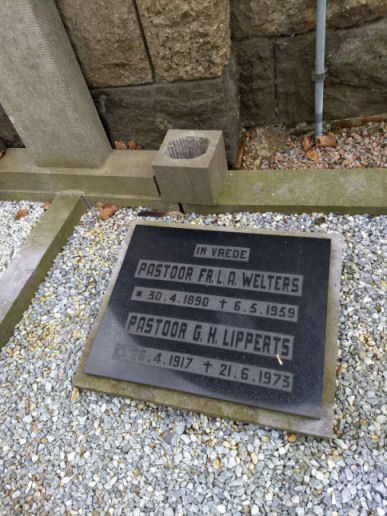 IN VREDE
PASTOOR FR. L. A. WELTERS
* 30.4.1890 + 6.5.1959
PASTOOR G. H. LIPPERTS
* 26.4.1917 + 21.6.1973